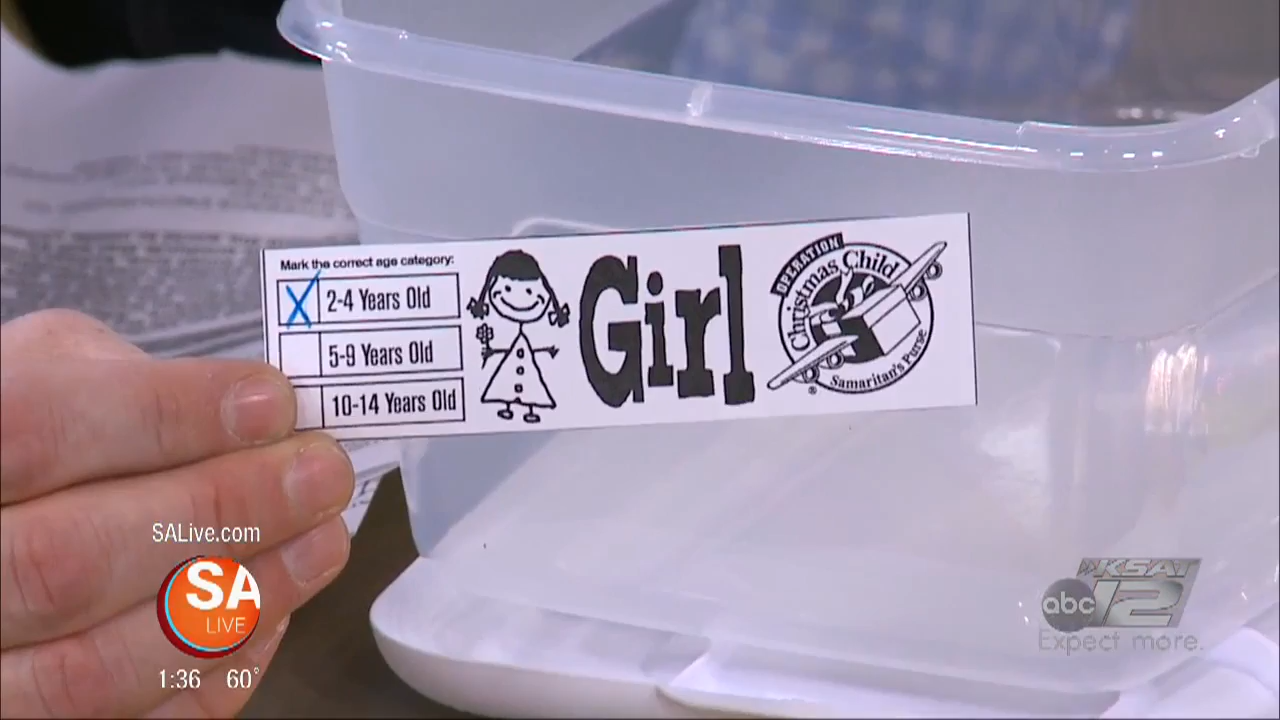 Mark the correct age category:
X 2-4 Years Old
5-9 Years Old
10-14 Years Old
Girl
OPERATION
Christmas Child
Samaritan's Purse
®
SALive.com
SA
LIVE
1:36 60°
KSAT
abc 12
Expect more.